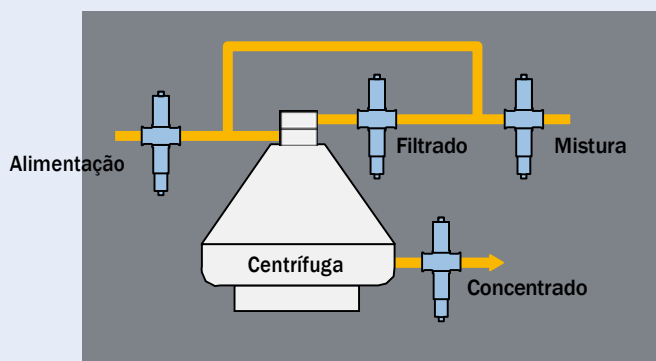 Alimentação
Filtrado
Mistura
Centrífuga
Concentrado